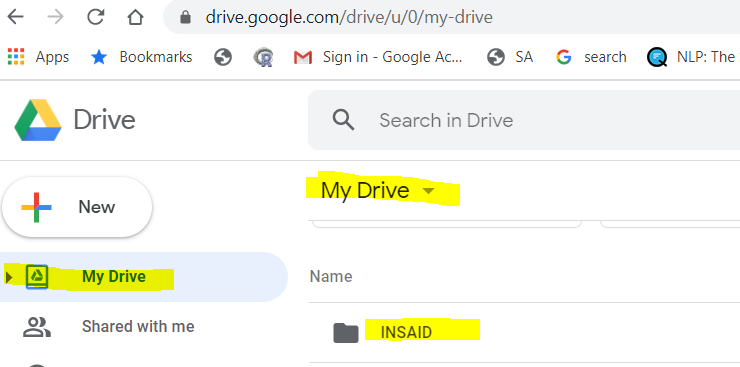 drive.google.com/drive/u/0/my-drive
Apps Bookmarks Sign in - Google Ac... SA search NLP: The
Drive
Search in Drive
My Drive
New
Name
My Drive
INSAID
Shared with me